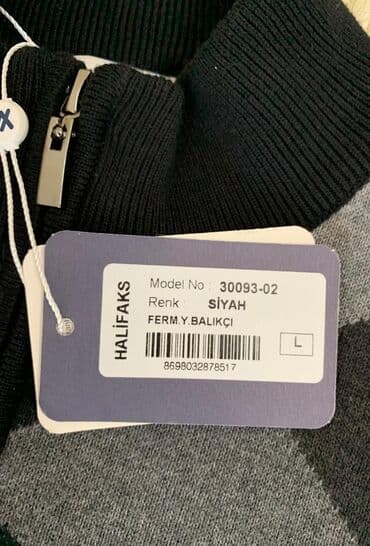 X
HALİFAKS
Model No : 30093-02
Renk : SİYAH
FERM.Y.BALIKÇI
L
8698032878517